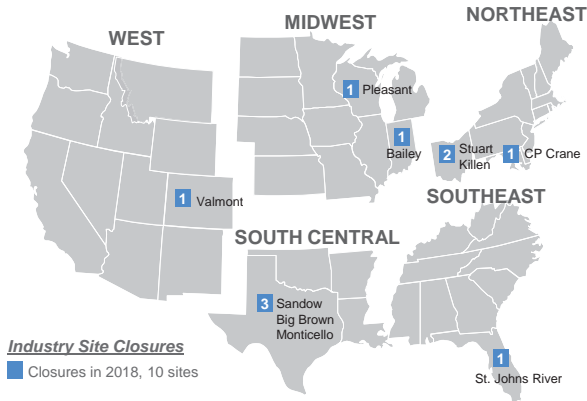 WEST
1 Valmont
MIDWEST
1 Pleasant
1
Bailey
NORTHEAST
2 Stuart
Killen
1 CP Crane
SOUTH CENTRAL
3 Sandow
Big Brown
Monticello
SOUTHEAST
1
St. Johns River
Industry Site Closures
Closures in 2018, 10 sites